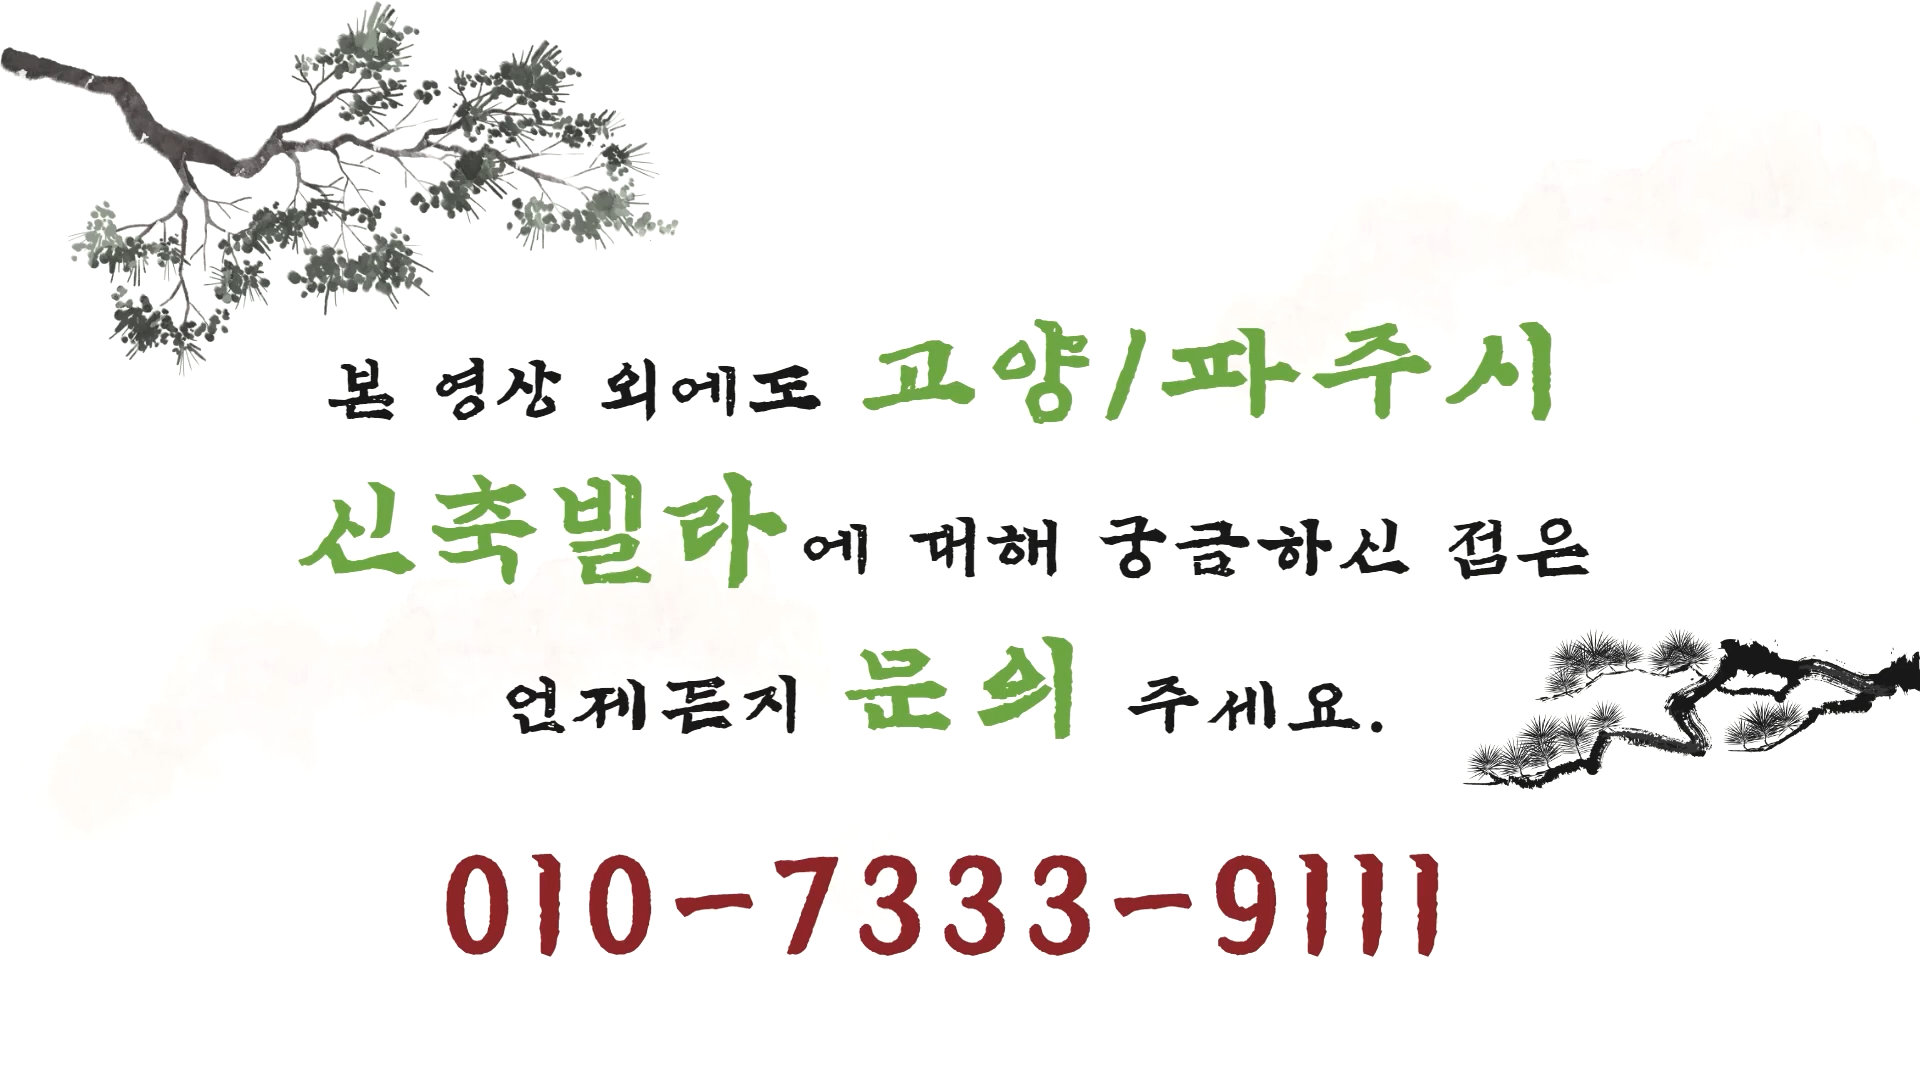 본 영상 외에도 고양/파주시
신축빌라에 대해 궁금하신 점은
언제든지 문의 주세요.
010-7333-9111